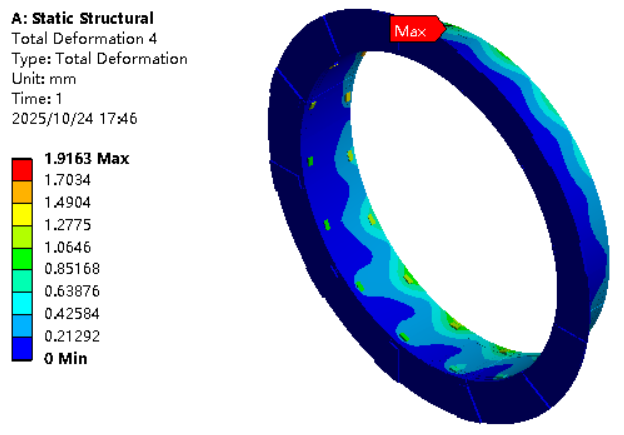 A: Static Structural
Total Deformation 4
Type: Total Deformation
Unit: mm
Time: 1
2025/10/24 17:46
1.9163 Max
1.7034
1.4904
1.2775
1.0646
0.85168
0.63876
0.42584
0.21292
0 Min
Max